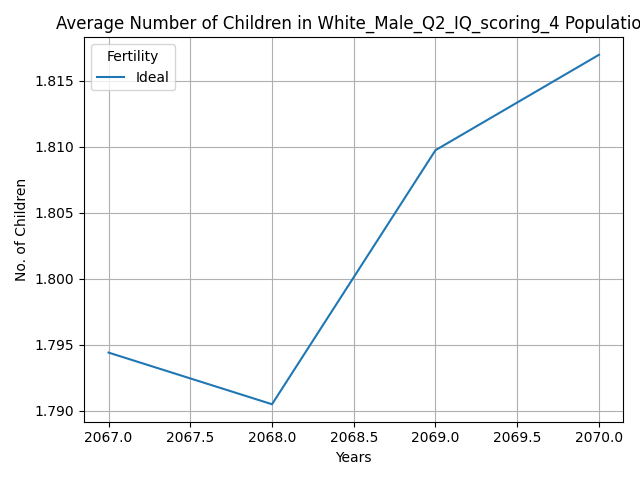 Average Number of Children in White_Male_Q2_IQ_scoring_4 Populatio
Fertility
Ideal
1.815
1.810
1.805
1.800
1.795
1.790
No. of Children
2067.0 2067.5 2068.0 2068.5 2069.0 2069.5 2070.0
Years